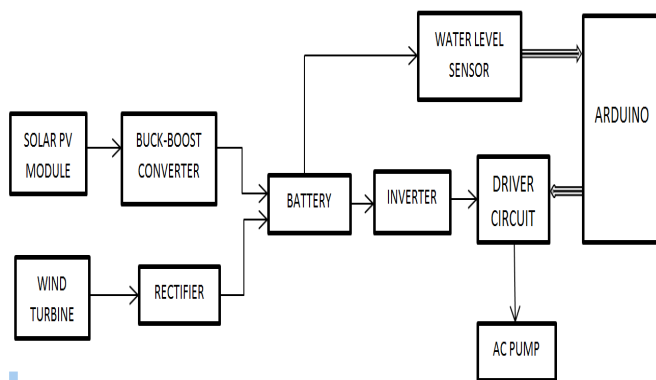 WATER LEVEL
SENSOR
ARDUINO
SOLAR PV
MODULE
BUCK-BOOST
CONVERTER
BATTERY
INVERTER
DRIVER
CIRCUIT
WIND
TURBINE
RECTIFIER
AC PUMP